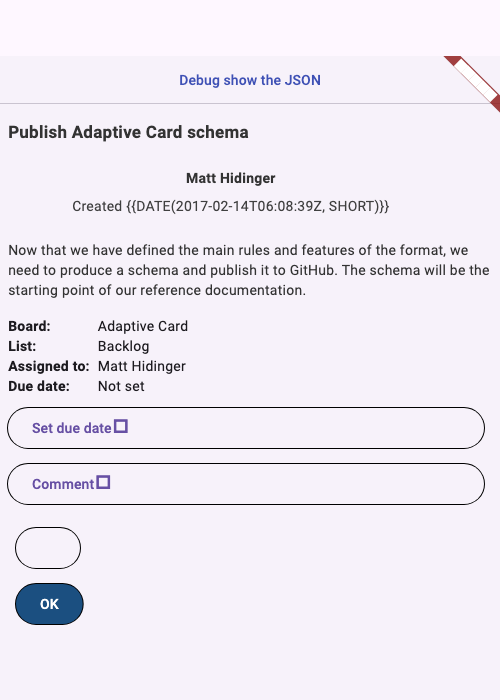 Debug show the JSON
Publish Adaptive Card schema
Matt Hidinger
Created {{DATE(2017-02-14T06:08:39Z, SHORT)}}
Now that we have defined the main rules and features of the format, we
need to produce a schema and publish it to GitHub. The schema will be the
starting point of our reference documentation.
Board: Adaptive Card
List: Backlog
Assigned to: Matt Hidinger
Due date: Not set
Set due date
Comment
OK